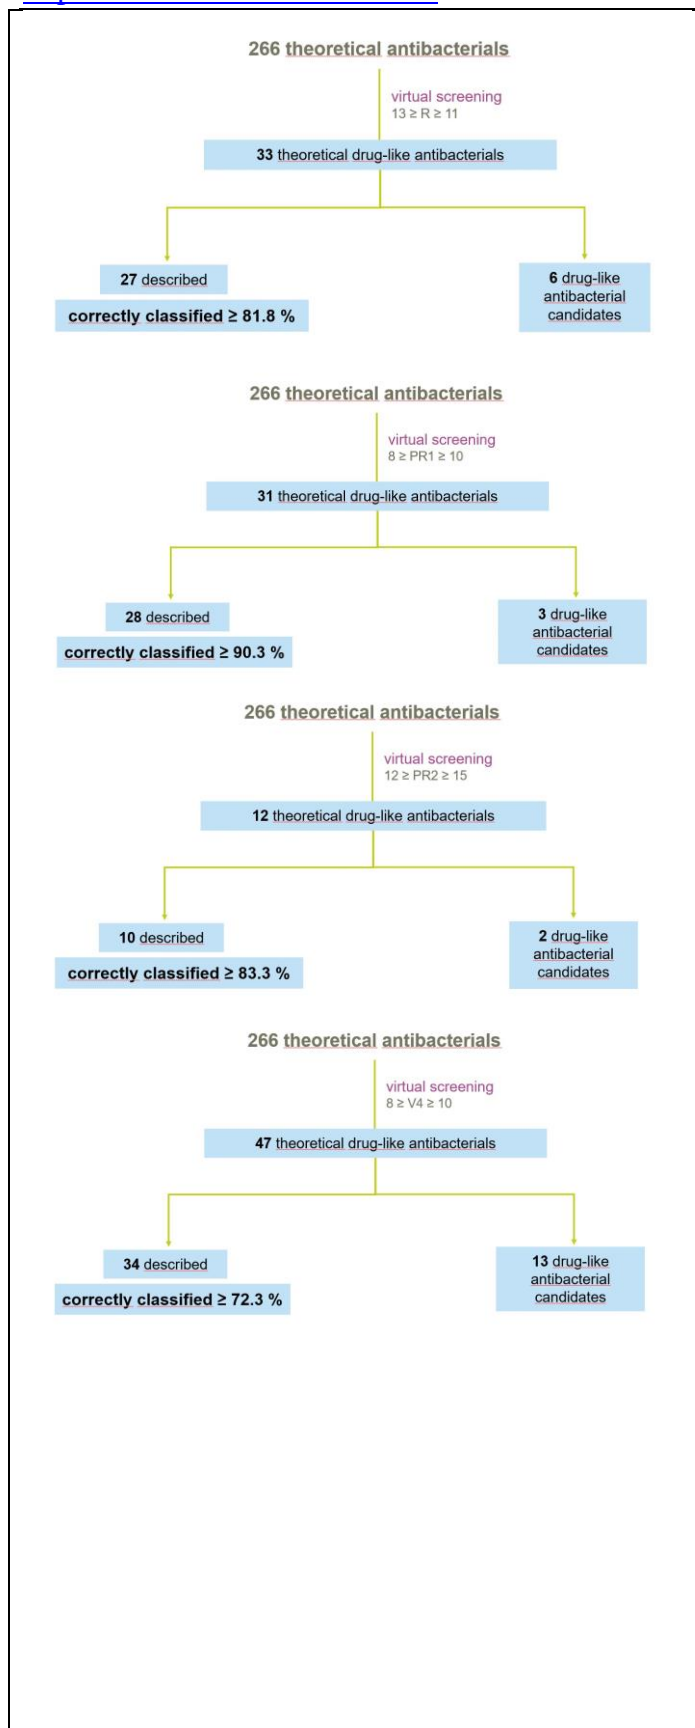 266 theoretical antibacterials
virtual screening
13 ≥ R ≥ 11
33 theoretical drug-like antibacterials
27 described
correctly classified ≥ 81.8 %
6 drug-like
antibacterial
candidates
266 theoretical antibacterials
virtual screening
8 ≥ PR1 ≥ 10
31 theoretical drug-like antibacterials
28 described
correctly classified ≥ 90.3 %
3 drug-like
antibacterial
candidates
266 theoretical antibacterials
virtual screening
12 ≥ PR2 ≥ 15
12 theoretical drug-like antibacterials
10 described
correctly classified ≥ 83.3 %
2 drug-like
antibacterial
candidates
266 theoretical antibacterials
virtual screening
8 ≥ V4 ≥ 10
47 theoretical drug-like antibacterials
34 described
correctly classified ≥ 72.3 %
13 drug-like
antibacterial
candidates